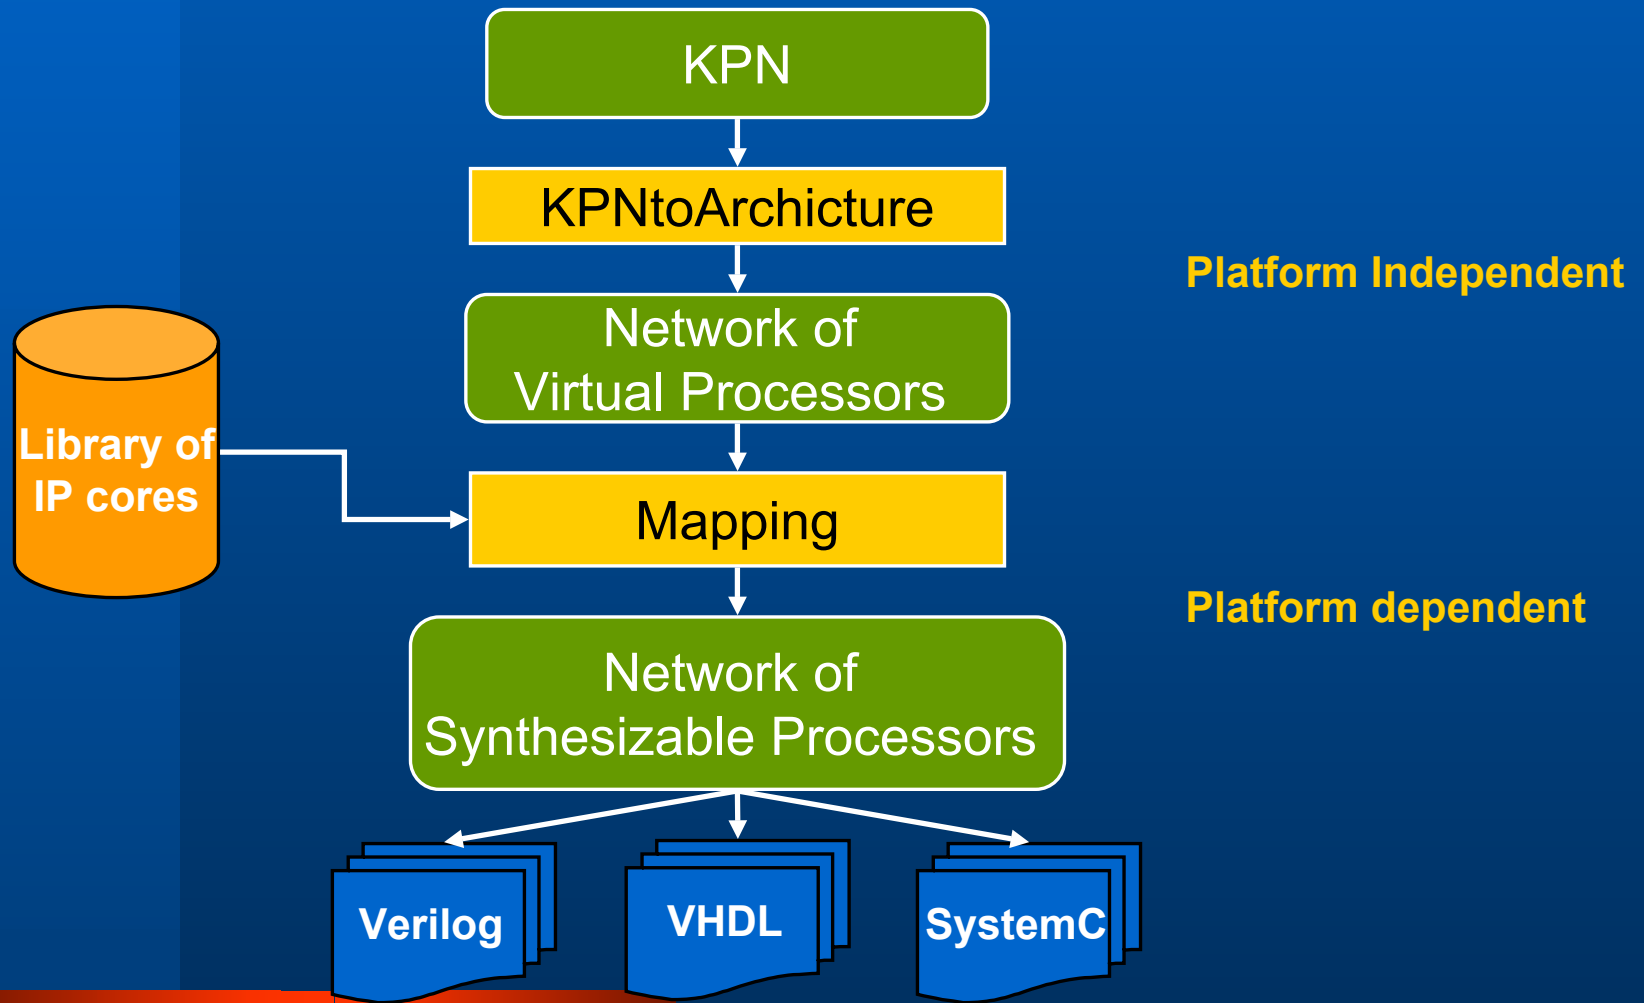 KPN
KPNtoArchicture
Platform Independent
Network of
Virtual Processors
Library of
IP cores
Mapping
Platform dependent
Network of
Synthesizable Processors
Verilog
VHDL
SystemC